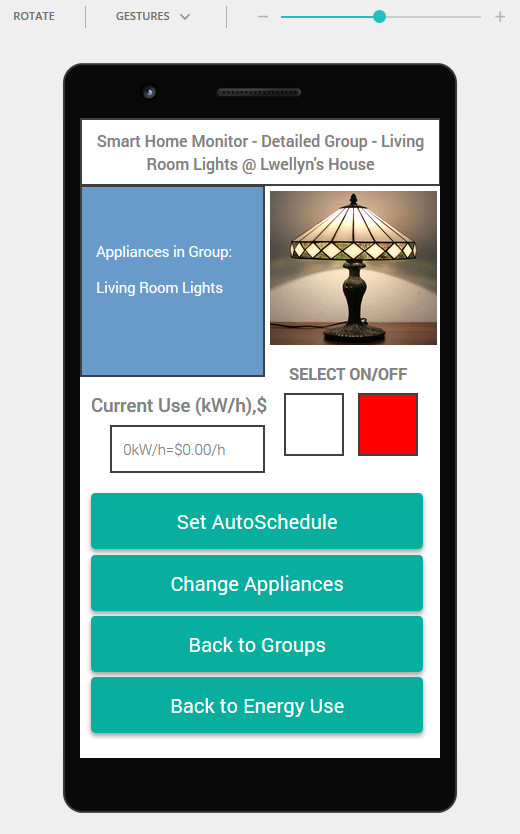 ROTATE
GESTURES
Smart Home Monitor - Detailed Group - Living
Room Lights @ Lwellyn's House
Appliances in Group:
Living Room Lights
SELECT ON/OFF
Current Use (kW/h),$
0kW/h=$0.00/h
Set AutoSchedule
Change Appliances
Back to Groups
Back to Energy Use